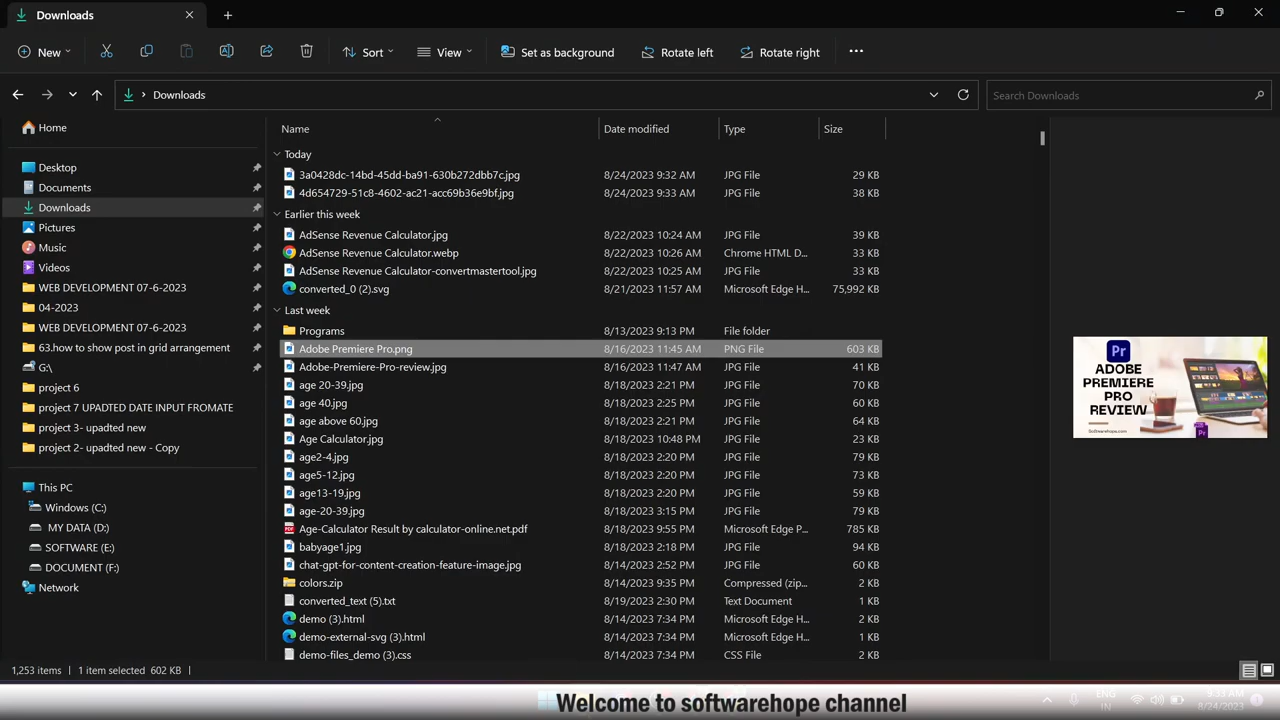 Downloads
New
Sort
View
Set as background
Rotate left
Rotate right
Downloads
Search Downloads
Home
Desktop
Documents
Downloads
Pictures
Music
Videos
WEB DEVELOPMENT 07-6-2023
04-2023
WEB DEVELOPMENT 07-6-2023
63.how to show post in grid arrangement
G:\
project 6
project 7 UPADTED DATE INPUT FROMATE
project 3- upadted new
project 2- upadted new - Copy
This PC
Windows (C:)
MY DATA (D:)
SOFTWARE (E:)
DOCUMENT (F:)
Network
Name Date modified Type Size
Today
3a0428dc-14bd-45dd-ba91-630b272dbb7c.jpg 8/24/2023 9:32 AM JPG File 29 KB
4d654729-51c8-4602-ac21-acc69b36e9bf.jpg 8/24/2023 9:33 AM JPG File 38 KB
Earlier this week
AdSense Revenue Calculator.jpg 8/22/2023 10:24 AM JPG File 39 KB
AdSense Revenue Calculator.webp 8/22/2023 10:26 AM Chrome HTML D... 33 KB
AdSense Revenue Calculator-convertmastertool.jpg 8/22/2023 10:25 AM JPG File 33 KB
converted_0 (2).svg 8/21/2023 11:57 AM Microsoft Edge H... 75,992 KB
Last week
Programs 8/13/2023 9:13 PM File folder
Adobe Premiere Pro.png 8/16/2023 11:45 AM PNG File 603 KB
Adobe-Premiere-Pro-review.jpg 8/16/2023 11:47 AM JPG File 41 KB
age 20-39.jpg 8/18/2023 2:21 PM JPG File 70 KB
age 40.jpg 8/18/2023 2:25 PM JPG File 60 KB
age above 60.jpg 8/18/2023 2:21 PM JPG File 64 KB
Age Calculator.jpg 8/18/2023 10:08 PM JPG File 23 KB
age2-4.jpg 8/18/2023 2:20 PM JPG File 79 KB
age5-12.jpg 8/18/2023 2:20 PM JPG File 73 KB
age13-19.jpg 8/18/2023 2:20 PM JPG File 59 KB
age-20-39.jpg 8/18/2023 3:15 PM JPG File 79 KB
Age-Calculator Result by calculator-online.net.pdf 8/18/2023 9:55 PM Microsoft Edge P... 785 KB
babyage1.jpg 8/18/2023 2:18 PM JPG File 94 KB
chat-gpt-for-content-creation-feature-image.jpg 8/14/2023 2:52 PM JPG File 60 KB
colors.zip 8/14/2023 9:35 PM Compressed (zip... 2 KB
converted_text (5).txt 8/19/2023 2:30 PM Text Document 1 KB
demo (3).html 8/14/2023 7:34 PM Microsoft Edge H... 2 KB
demo-external-svg (3).html 8/14/2023 7:34 PM Microsoft Edge H... 1 KB
demo-files_demo (3).css 8/14/2023 7:34 PM CSS File 2 KB
Pr
ADOBE
PREMIERE
PRO
REVIEW
Softwarehope.com
Pr
1,253 items 1 item selected 602 KB
Welcome to softwarehope channel
ENG
IN
9:33 AM
8/24/2023